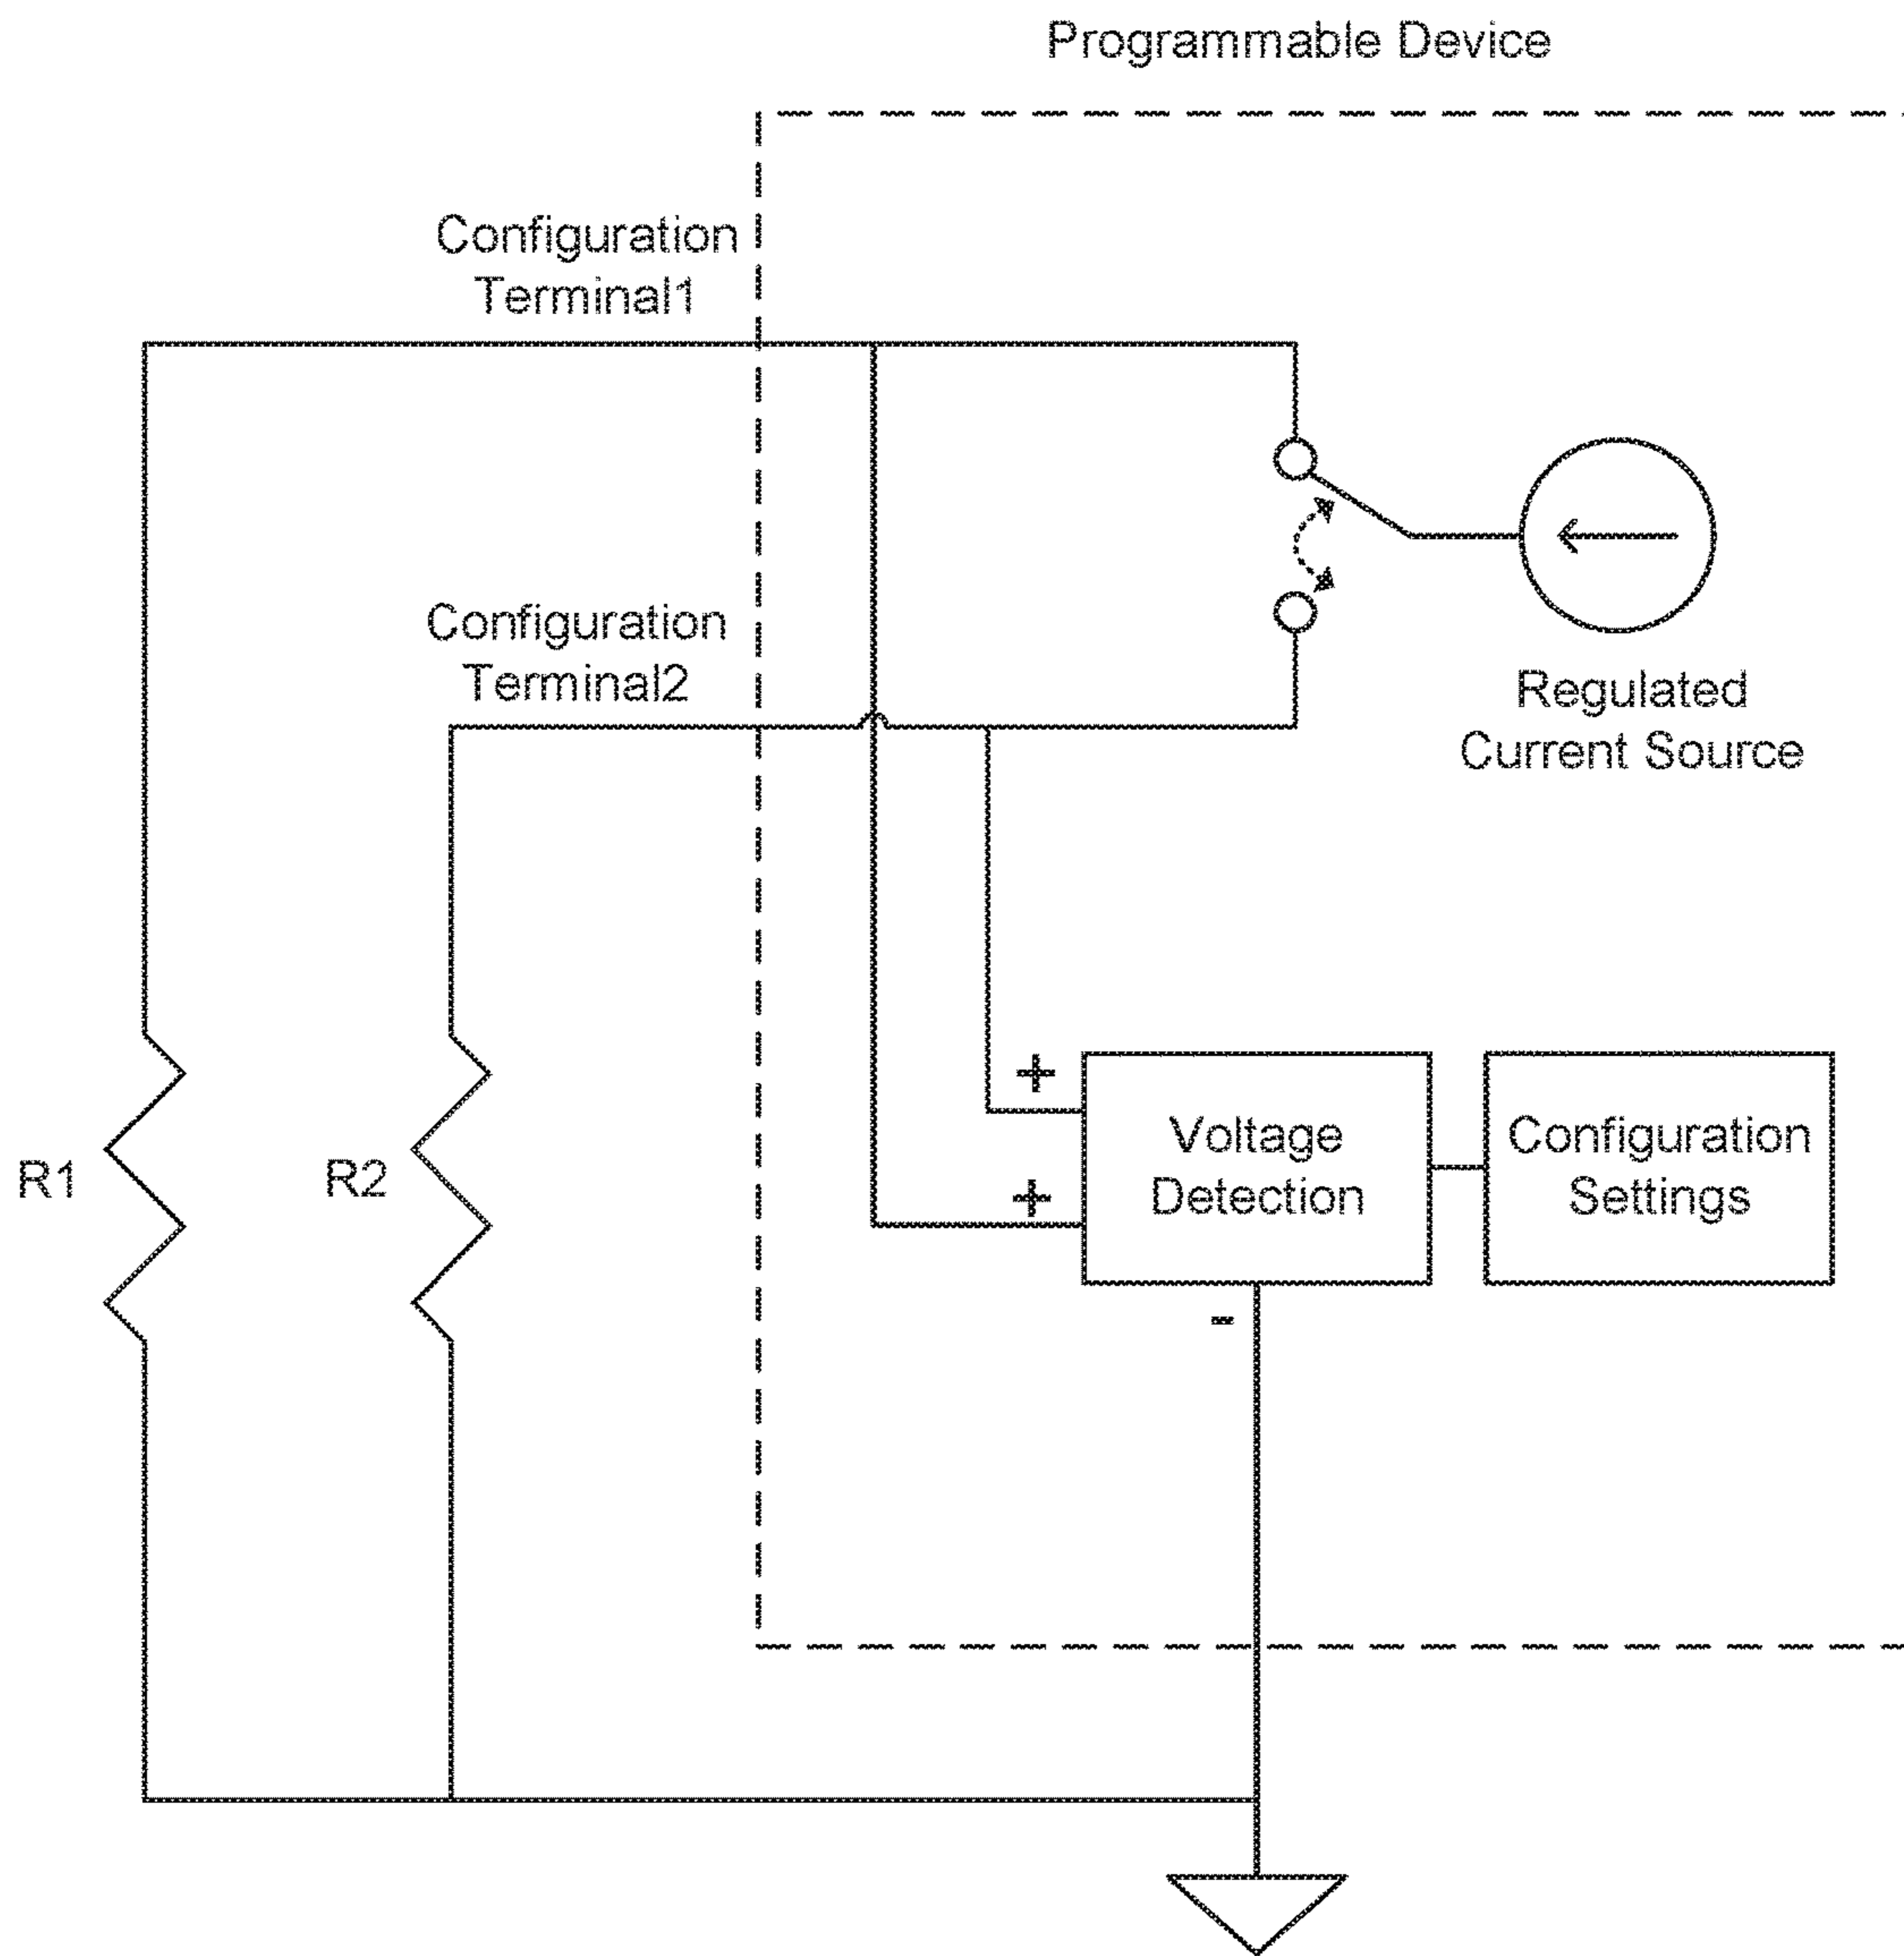 Programmable Device
Configuration
Terminal1
Configuration
Terminal2
Regulated
Current Source
+
Voltage
Detection
Configuration
Settings
R1
R2
+
-